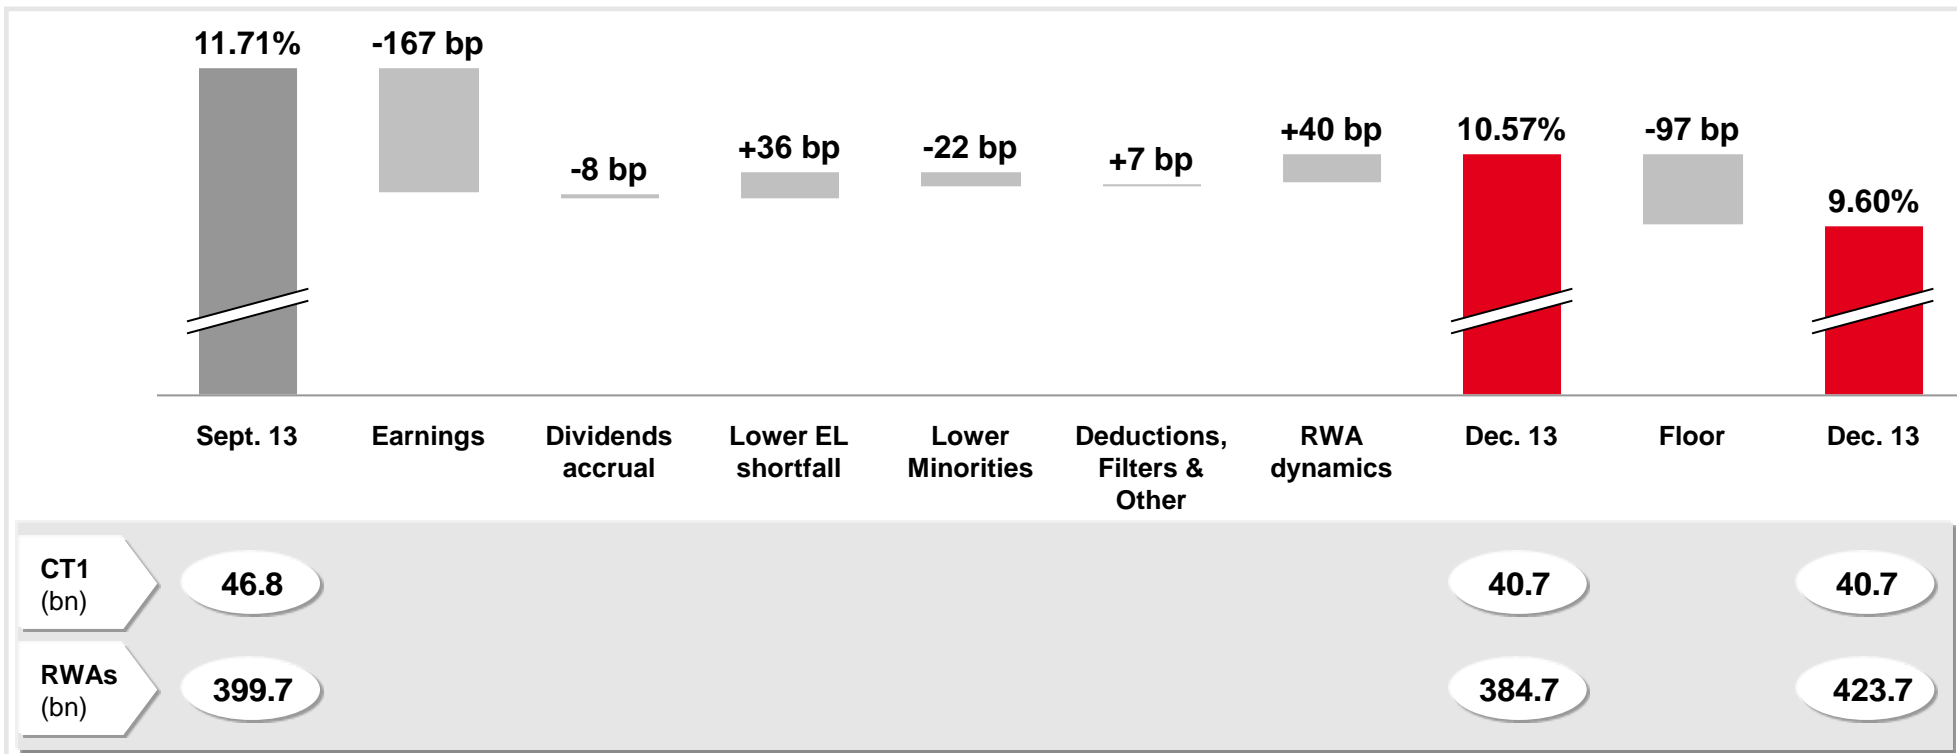 11.71%
-167 bp
-8 bp
+36 bp
-22 bp
+7 bp
+40 bp
10.57%
-97 bp
9.60%
Sept. 13
Earnings
Dividends
accrual
Lower EL
shortfall
Lower
Minorities
Deductions,
Filters &
Other
RWA
dynamics
Dec. 13
Floor
Dec. 13
CT1
(bn)
46.8
40.7
40.7
RWAs
(bn)
399.7
384.7
423.7